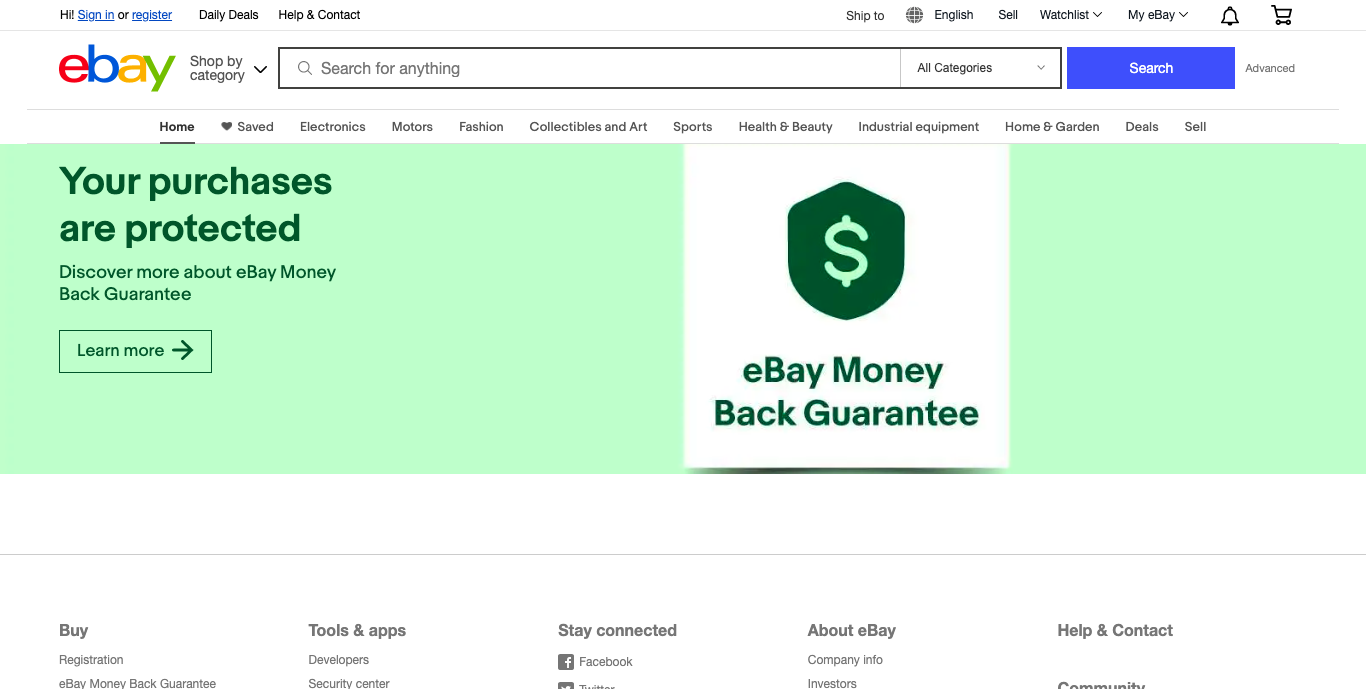 Hi! Sign in or register Daily Deals Help & Contact Ship to English Sell Watchlist My eBay
ebay
Shop by
category
Search for anything
All Categories
Search
Advanced
Home Saved Electronics Motors Fashion Collectibles and Art Sports Health & Beauty Industrial equipment Home & Garden Deals Sell
Your purchases
are protected
Discover more about eBay Money
Back Guarantee
Learn more
$
eBay Money
Back Guarantee
Buy
Registration
eBay Money Back Guarantee
Tools & apps
Developers
Security center
Stay connected
Facebook
Twitter
About eBay
Company info
Investors
Help & Contact
Community